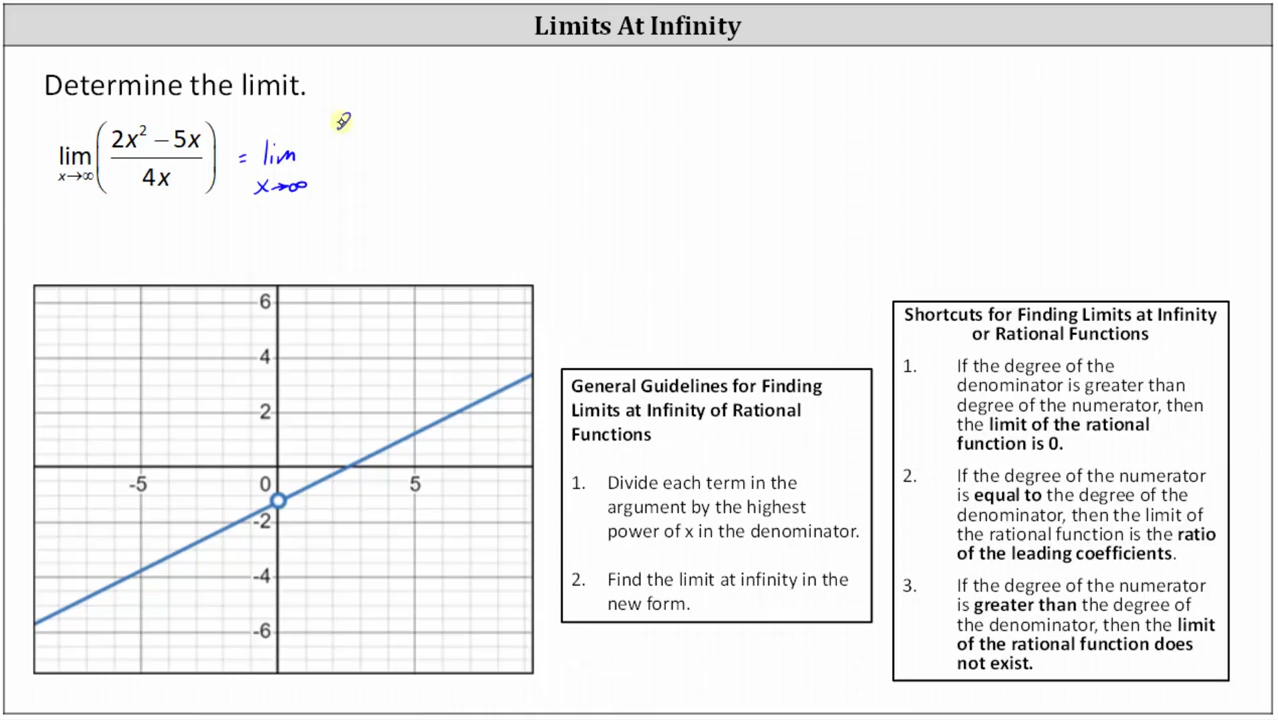 Limits At Infinity
Determine the limit.
lim x→∞ ( (2x² − 5x) / 4x ) = lim x→∞
6
4
2
-5 0 5
-2
-4
-6
General Guidelines for Finding
Limits at Infinity of Rational
Functions
1. Divide each term in the
argument by the highest
power of x in the denominator.
2. Find the limit at infinity in the
new form.
Shortcuts for Finding Limits at Infinity
or Rational Functions
1. If the degree of the
denominator is greater than
degree of the numerator, then
the limit of the rational
function is 0.
2. If the degree of the numerator
is equal to the degree of the
denominator, then the limit of
the rational function is the ratio
of the leading coefficients.
3. If the degree of the numerator
is greater than the degree of
the denominator, then the limit
of the rational function does
not exist.